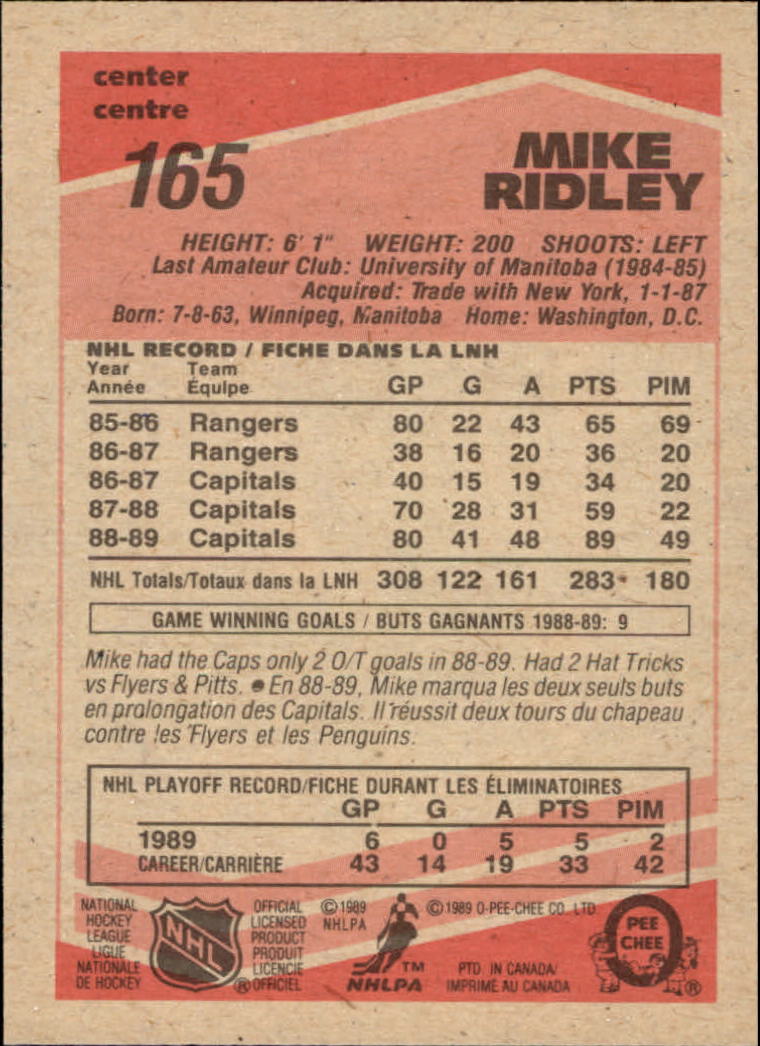 center
centre
165
MIKE
RIDLEY
HEIGHT: 6' 1" WEIGHT: 200 SHOOTS: LEFT
Last Amateur Club: University of Manitoba (1984-85)
Acquired: Trade with New York, 1-1-87
Born: 7-8-63, Winnipeg, Manitoba Home: Washington, D.C.
NHL RECORD / FICHE DANS LA LNH
Year Team
Année Équipe GP G A PTS PIM
85-86 Rangers 80 22 43 65 69
86-87 Rangers 38 16 20 36 20
86-87 Capitals 40 15 19 34 20
87-88 Capitals 70 28 31 59 22
88-89 Capitals 80 41 48 89 49
NHL Totals/Totaux dans la LNH 308 122 161 283 180
GAME WINNING GOALS / BUTS GAGNANTS 1988-89: 9
Mike had the Caps only 2 O/T goals in 88-89. Had 2 Hat Tricks
vs Flyers & Pitts. ● En 88-89, Mike marqua les deux seuls buts
en prolongation des Capitals. Il réussit deux tours du chapeau
contre les Flyers et les Penguins.
NHL PLAYOFF RECORD/FICHE DURANT LES ÉLIMINATOIRES
GP G A PTS PIM
1989 6 0 5 5 2
CAREER/CARRIÈRE 43 14 19 33 42
NATIONAL
HOCKEY
LEAGUE
LIGUE
NATIONALE
DE HOCKEY
NHL
®
OFFICIAL
LICENSED
PRODUCT
PRODUIT
LICENCIE
OFFICIEL
© 1989
NHLPA
TM
NHLPA
© 1989 O-PEE-CHEE CO. LTD.
PTD. IN CANADA/
IMPRIMÉ AU CANADA
PEE
CHEE
®